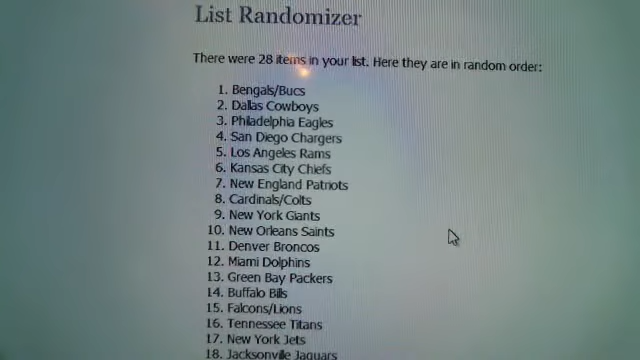 List Randomizer
There were 28 items in your list. Here they are in random order:
1. Bengals/Bucs
2. Dallas Cowboys
3. Philadelphia Eagles
4. San Diego Chargers
5. Los Angeles Rams
6. Kansas City Chiefs
7. New England Patriots
8. Cardinals/Colts
9. New York Giants
10. New Orleans Saints
11. Denver Broncos
12. Miami Dolphins
13. Green Bay Packers
14. Buffalo Bills
15. Falcons/Lions
16. Tennessee Titans
17. New York Jets
18. Jacksonville Jaguars